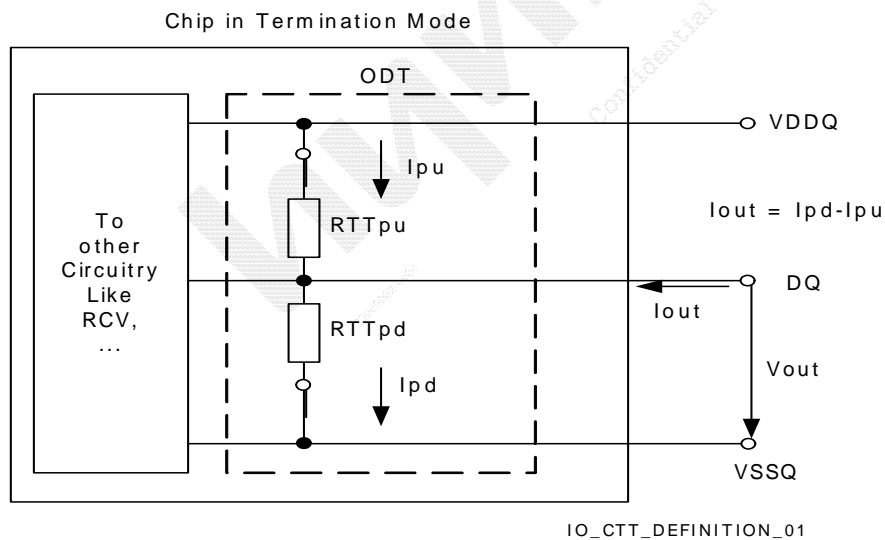 Chip in Termination Mode
ODT
VDDQ
Ipu
To
other
Circuitry
Like
RCV,
...
RTTpu
Iout = Ipd-Ipu
DQ
Iout
RTTpd
Ipd
Vout
VSSQ
IO_CTT_DEFINITION_01
Confidential